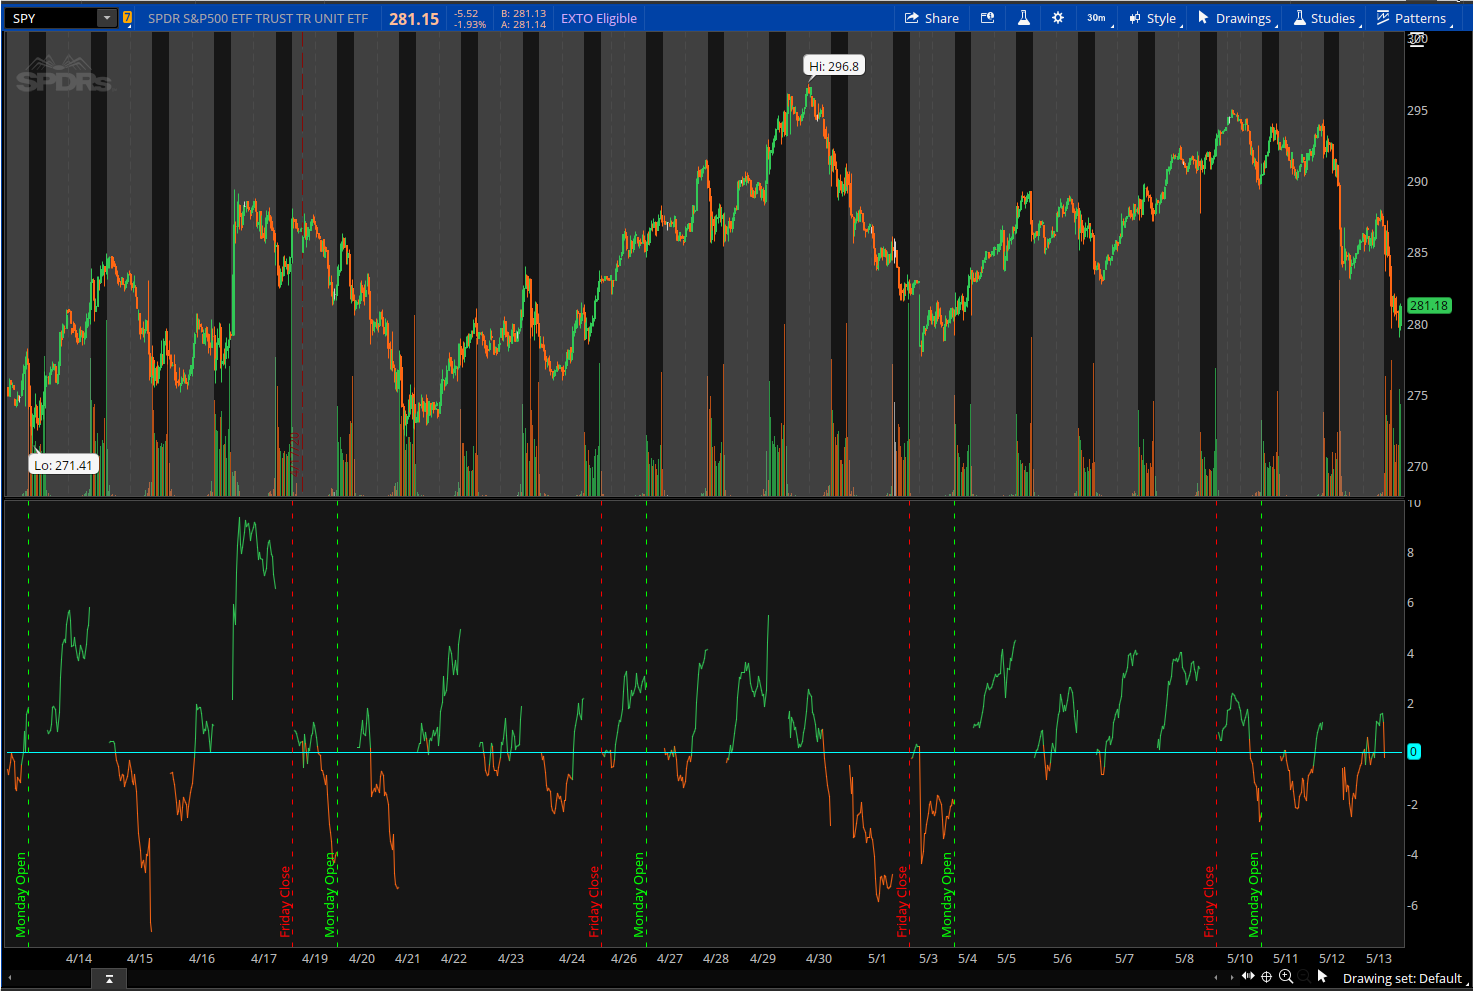 SPY
7
SPDR S&P500 ETF TRUST TR UNIT ETF
281.15
-5.52
-1.93%
B: 281.13
A: 281.14
EXTO Eligible
Share
30m
Style
Drawings
Studies
Patterns
SPDRs
Hi: 296.8
Lo: 271.41
300
295
290
285
281.18
280
275
270
10
8
6
4
2
0
-2
-4
-6
Monday Open
Friday Close
Monday Open
Friday Close
Monday Open
Friday Close
Monday Open
Friday Close
Monday Open
4/14 4/15 4/16 4/17 4/19 4/20 4/21 4/22 4/23 4/24 4/26 4/27 4/28 4/29 4/30 5/1 5/3 5/4 5/5 5/6 5/7 5/8 5/10 5/11 5/12 5/13
Drawing set: Default